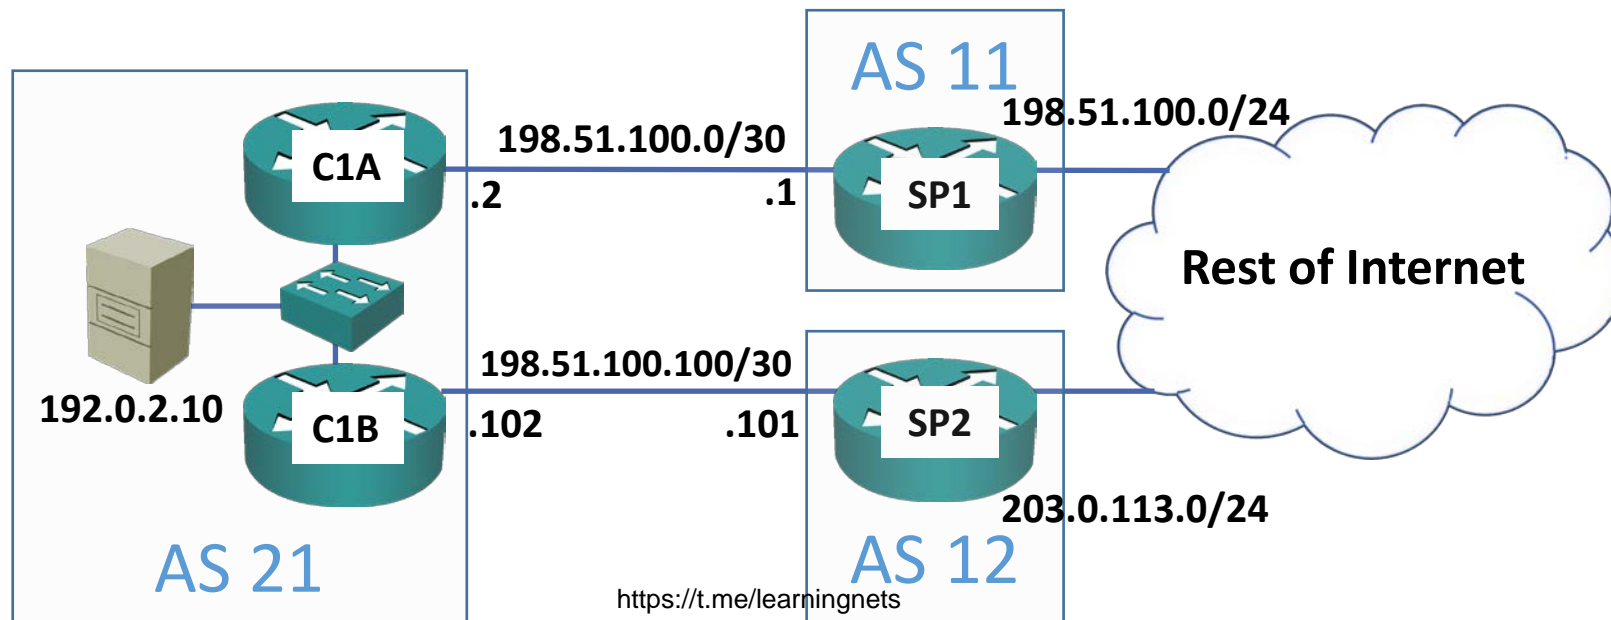 AS 11
198.51.100.0/24
198.51.100.0/30
C1A
.2
.1
SP1
Rest of Internet
198.51.100.100/30
192.0.2.10
C1B
.102
.101
SP2
203.0.113.0/24
AS 21
AS 12
https://t.me/learningnets